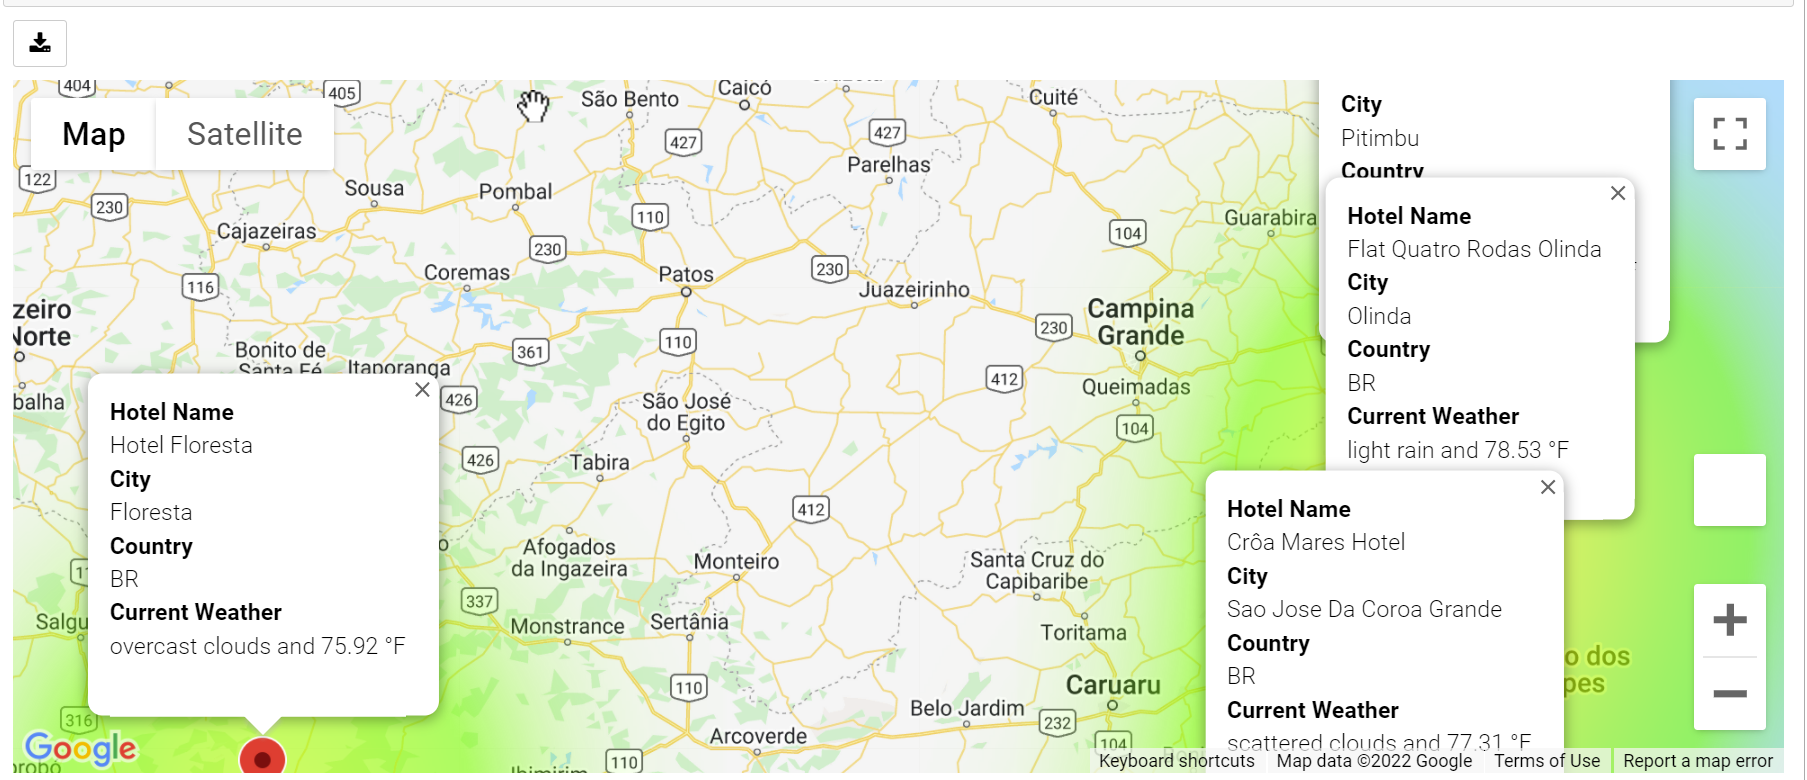 404
405
São Bento
Caicó
Cuité
City
Pitimbu
Country
Map
Satellite
427
427
Parelhas
122
230
Sousa
Pombal
110
104
Guarabira
Cajazeiras
230
Coremas
Patos
230
Juazeirinho
116
Campina
Grande
230
zeiro
Norte
110
361
Bonito de
Santa Fé
Itaporanga
412
Queimadas
balha
426
São José
do Egito
104
426
Tabira
412
Afogados
da Ingazeira
Monteiro
Santa Cruz do
Capibaribe
337
Monstrance
Sertânia
Toritama
Salgu
110
Caruaru
Belo Jardim
232
316
Arcoverde
104
110
Hotel Name
Hotel Floresta
City
Floresta
Country
BR
Current Weather
overcast clouds and 75.92 °F
Hotel Name
Flat Quatro Rodas Olinda
City
Olinda
Country
BR
Current Weather
light rain and 78.53 °F
Hotel Name
Crôa Mares Hotel
City
Sao Jose Da Coroa Grande
Country
BR
Current Weather
scattered clouds and 77.31 °F
o dos
pes
Google
Keyboard shortcuts
Map data ©2022 Google
Terms of Use
Report a map error